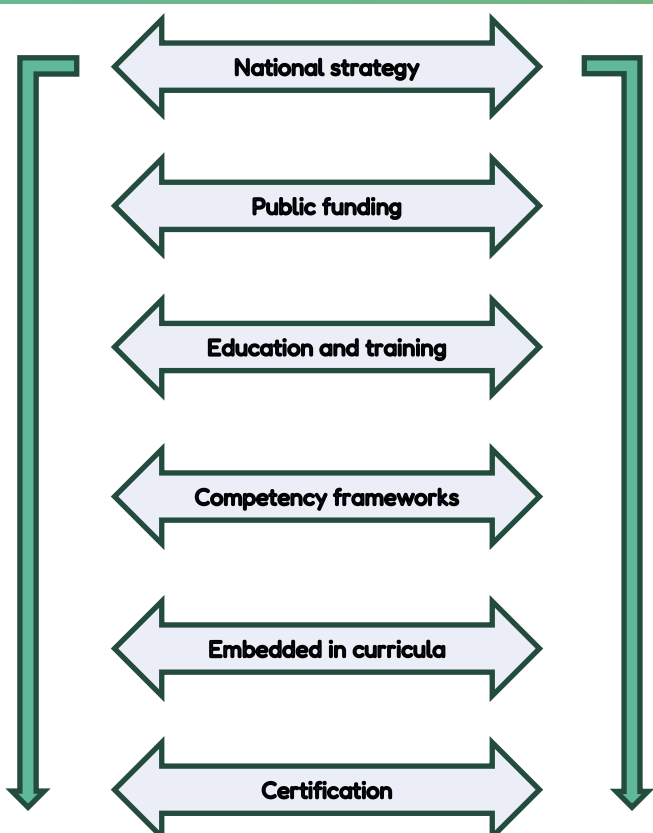 National strategy
Public funding
Education and training
Competency frameworks
Embedded in curricula
Certification